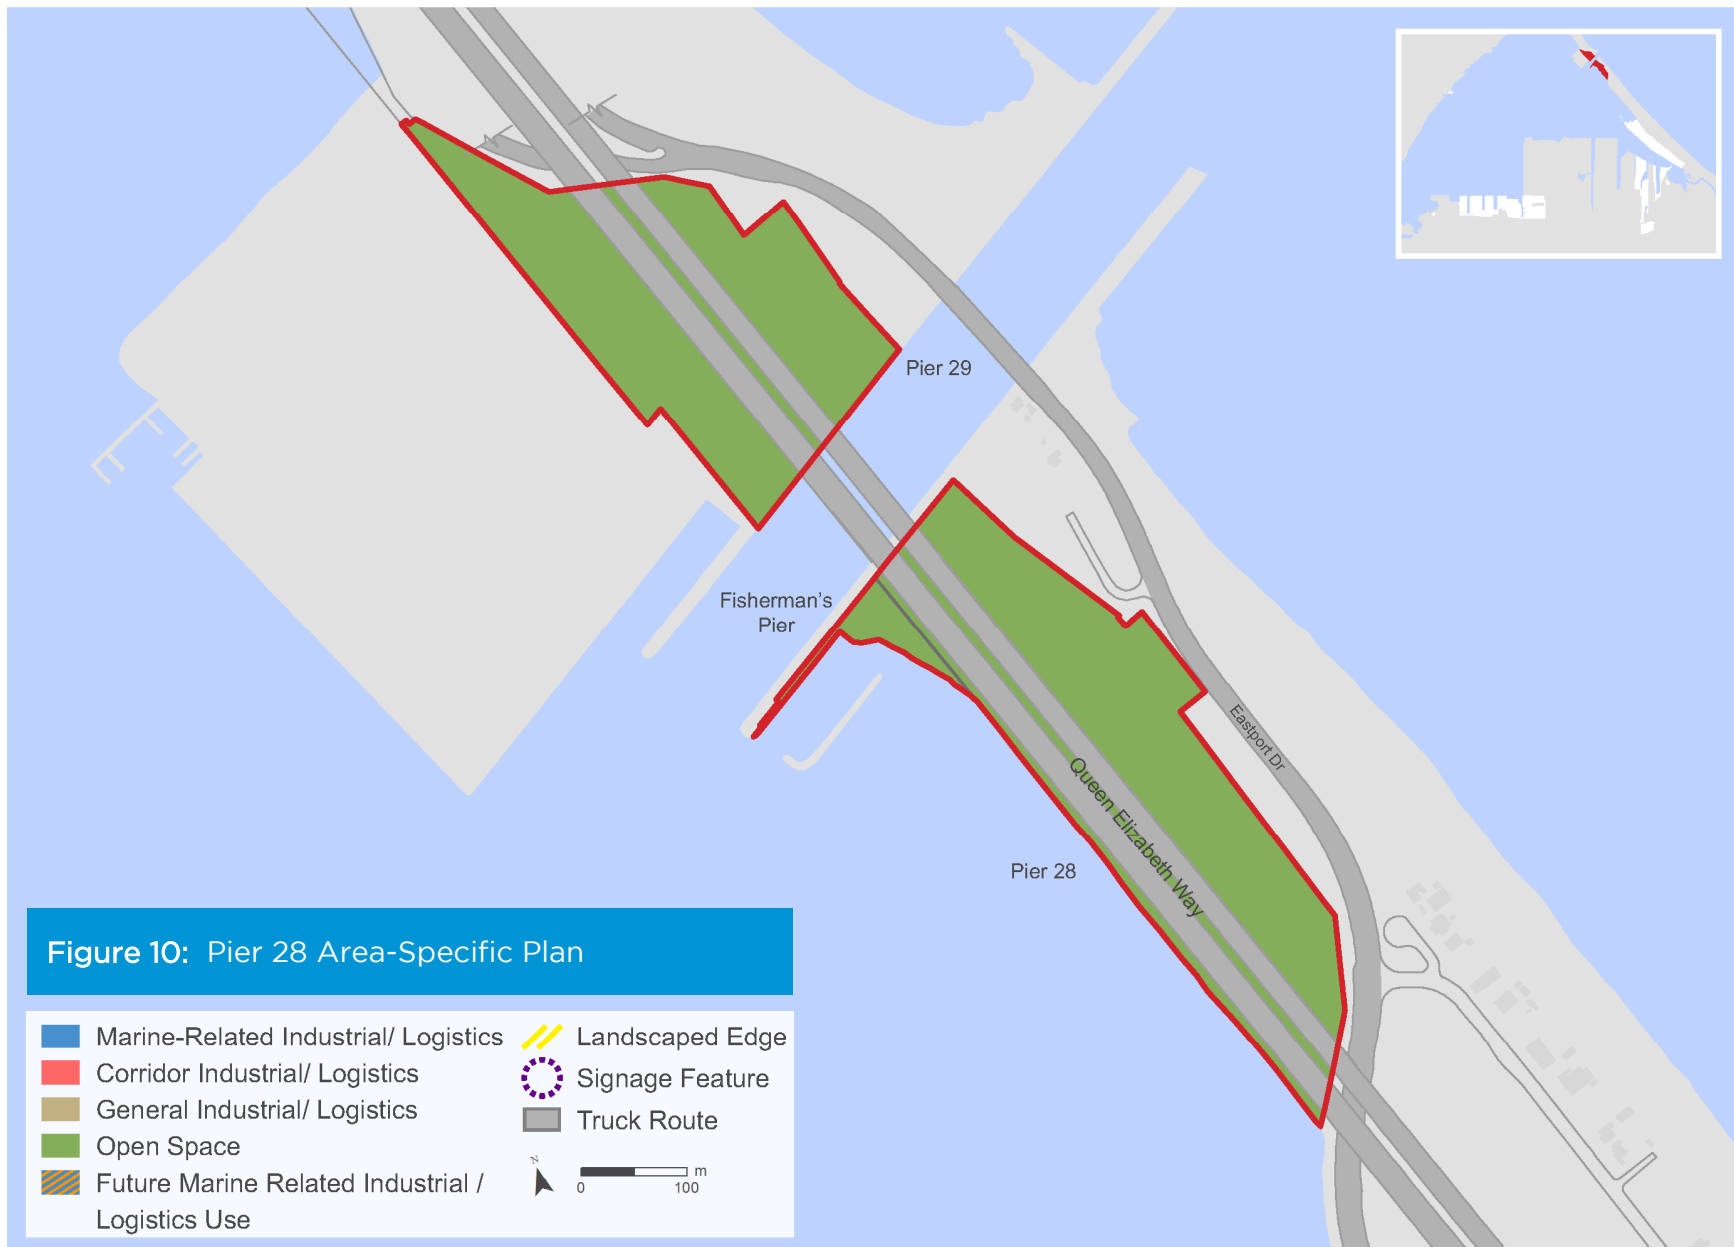 Pier 29
Fisherman's
Pier
Eastport Dr
Queen Elizabeth Way
Pier 28
Figure 10: Pier 28 Area-Specific Plan
Marine-Related Industrial/ Logistics
Corridor Industrial/ Logistics
General Industrial/ Logistics
Open Space
Future Marine Related Industrial /
Logistics Use
Landscaped Edge
Signage Feature
Truck Route
N
m
0 100